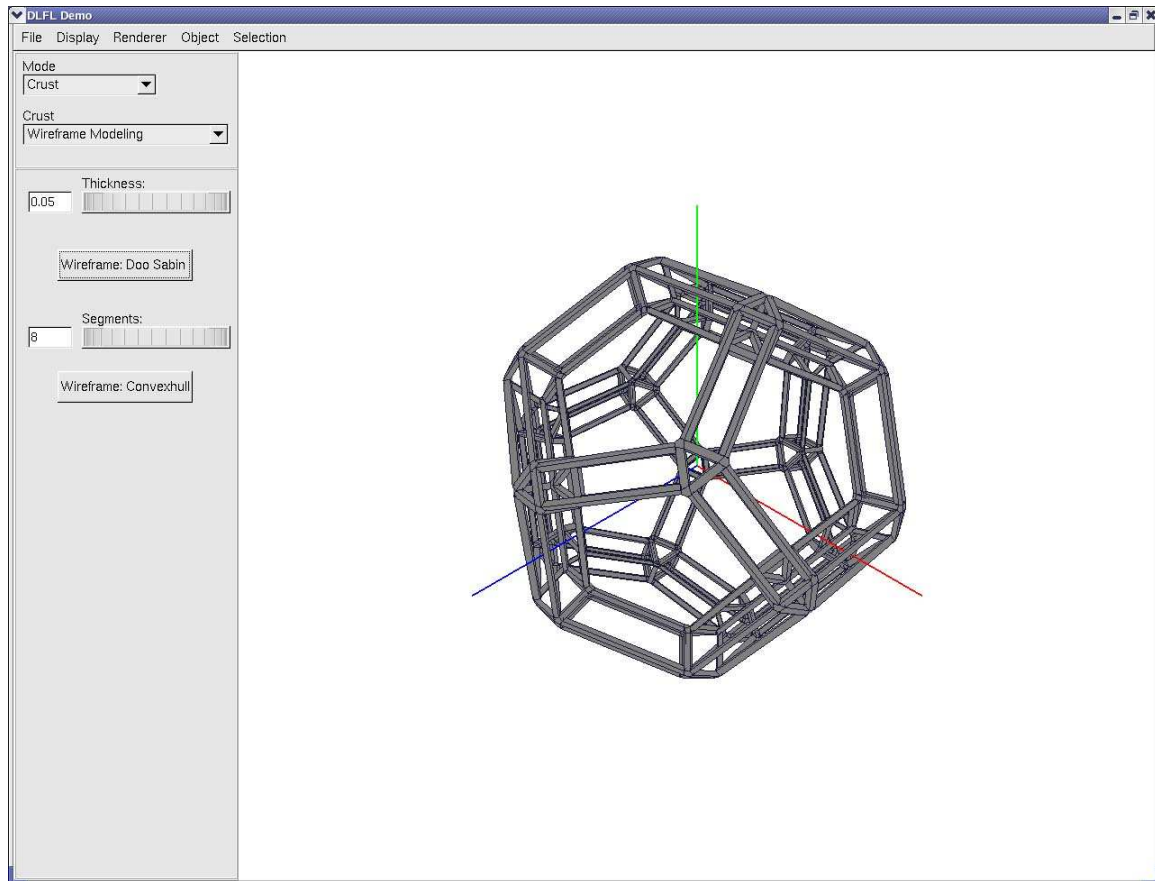 DLFL Demo
File Display Renderer Object Selection
Mode
Crust
Crust
Wireframe Modeling
Thickness:
0.05
Wireframe: Doo Sabin
Segments:
8
Wireframe: Convexhull